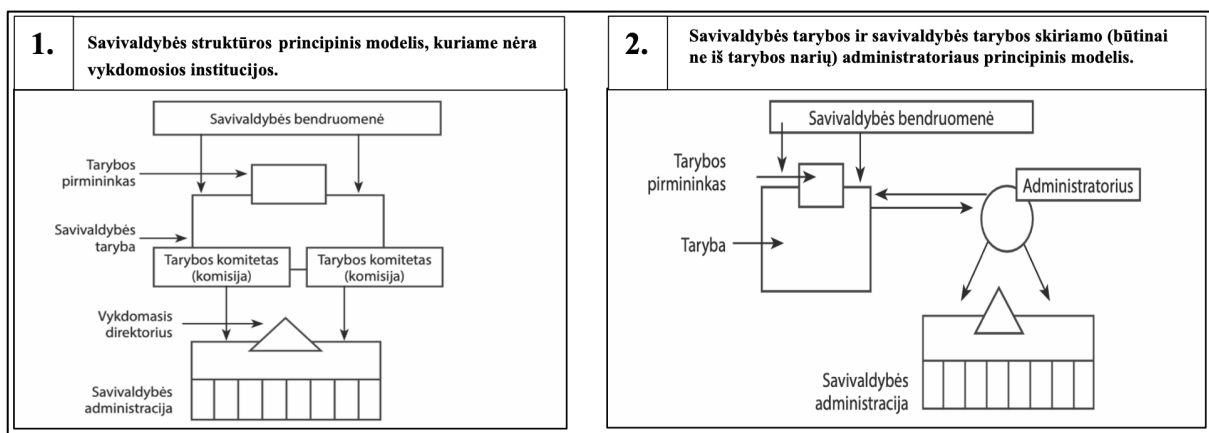 1.
Savivaldybės struktūros principinis modelis, kuriame nėra
vykdomosios institucijos.
Savivaldybės bendruomenė
Tarybos
pirmininkas
Savivaldybės
taryba
Tarybos komitetas
(komisija)
Tarybos komitetas
(komisija)
Vykdomasis
direktorius
Savivaldybės
administracija
2.
Savivaldybės tarybos ir savivaldybės tarybos skiriamo (būtinai
ne iš tarybos narių) administratoriaus principinis modelis.
Savivaldybės bendruomenė
Tarybos
pirmininkas
Administratorius
Taryba
Savivaldybės
administracija